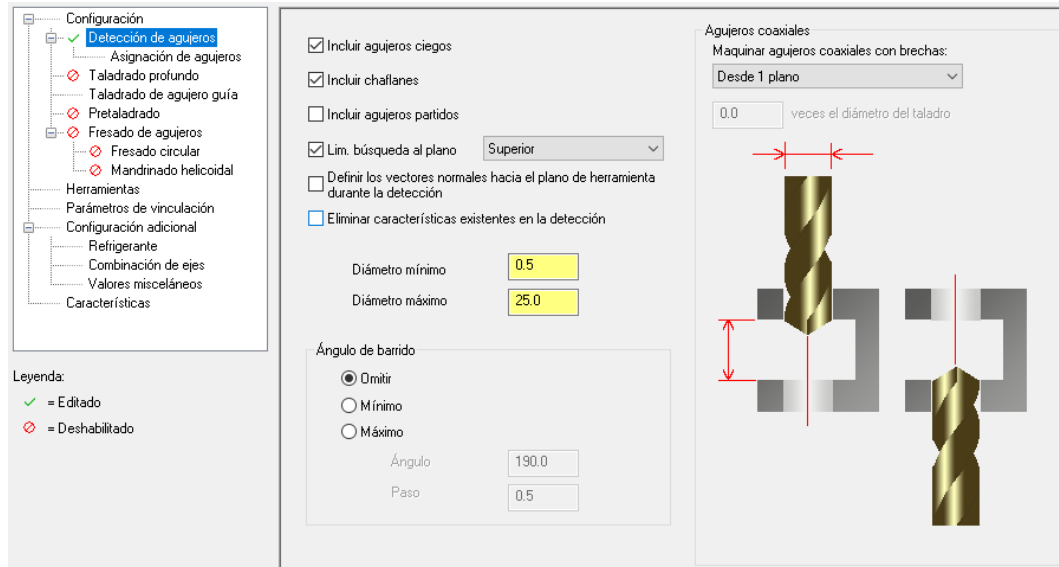 Configuración
Detección de agujeros
Asignación de agujeros
Taladrado profundo
Taladrado de agujero guía
Pretaladrado
Fresado de agujeros
Fresado circular
Mandrinado helicoidal
Herramientas
Parámetros de vinculación
Configuración adicional
Refrigerante
Combinación de ejes
Valores misceláneos
Características
Leyenda:
= Editado
= Deshabilitado
Incluir agujeros ciegos
Incluir chaflanes
Incluir agujeros partidos
Lim. búsqueda al plano Superior
Definir los vectores normales hacia el plano de herramienta
durante la detección
Eliminar características existentes en la detección
Diámetro mínimo 0.5
Diámetro máximo 25.0
Ángulo de barrido
Omitir
Mínimo
Máximo
Ángulo 190.0
Paso 0.5
Agujeros coaxiales
Maquinar agujeros coaxiales con brechas:
Desde 1 plano
0.0 veces el diámetro del taladro